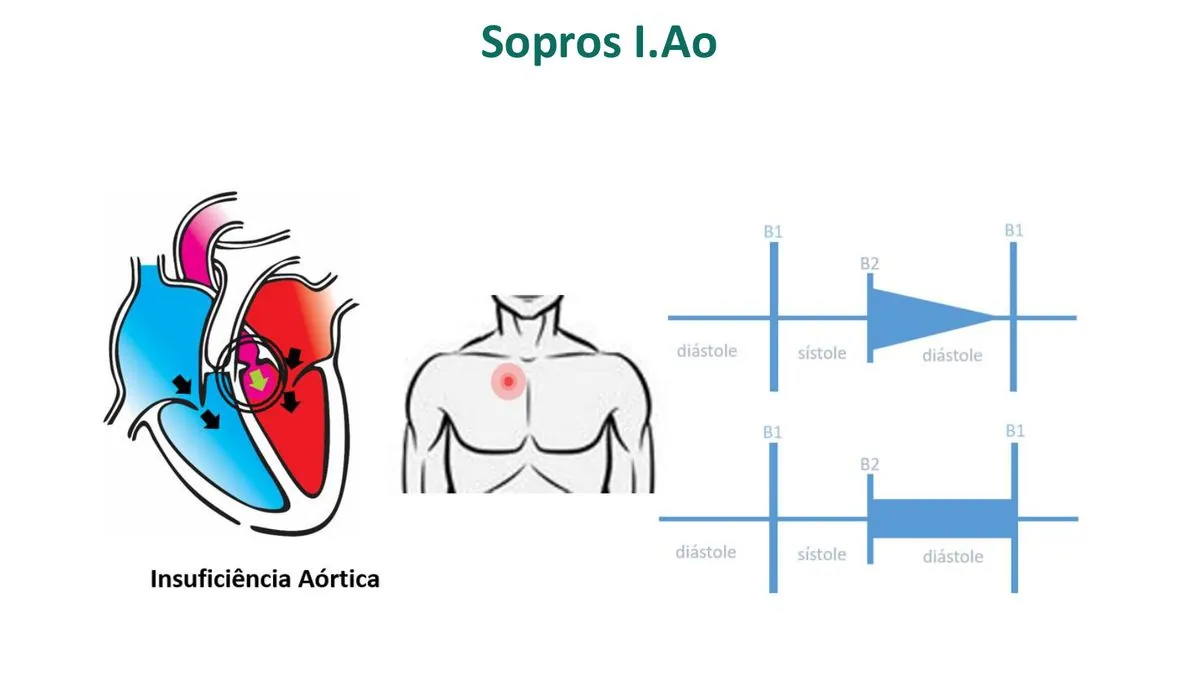 Sopros I.Ao
Insuficiência Aórtica
B1
B1
B2
diástole
sístole
diástole
B1
B1
B2
diástole
sístole
diástole